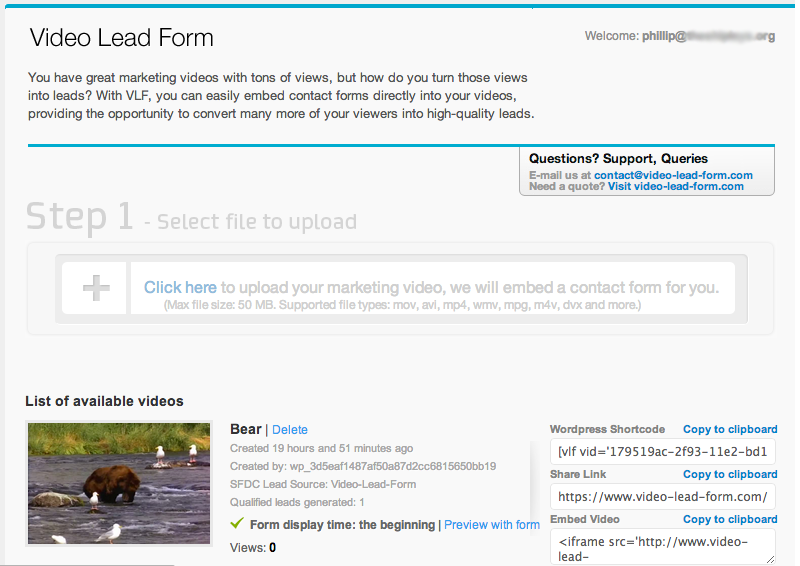 Video Lead Form
Welcome: phillip@ .org
You have great marketing videos with tons of views, but how do you turn those views
into leads? With VLF, you can easily embed contact forms directly into your videos,
providing the opportunity to convert many more of your viewers into high-quality leads.
Questions? Support, Queries
E-mail us at contact@video-lead-form.com
Need a quote? Visit video-lead-form.com
Step 1 - Select file to upload
Click here to upload your marketing video, we will embed a contact form for you.
(Max file size: 50 MB. Supported file types: mov, avi, mp4, wmv, mpg, m4v, dvx and more.)
List of available videos
Bear | Delete
Created 19 hours and 51 minutes ago
Created by: wp_3d5eaf1487af50a87d2cc6815650bb19
SFDC Lead Source: Video-Lead-Form
Qualified leads generated: 1
Form display time: the beginning | Preview with form
Views: 0
Wordpress Shortcode Copy to clipboard
[vlf vid='179519ac-2f93-11e2-bd1
Share Link Copy to clipboard
https://www.video-lead-form.com/
Embed Video Copy to clipboard
<iframe src='http://www.video-
lead-